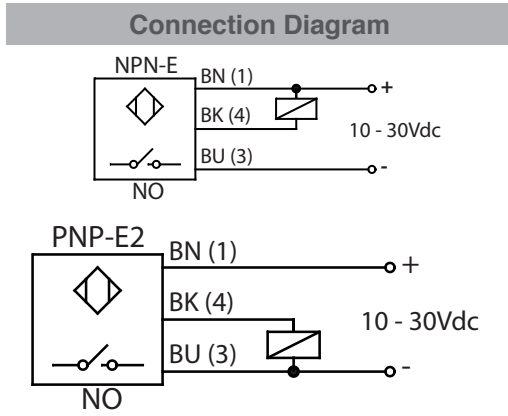 Connection Diagram
NPN-E
BN (1)
+
BK (4)
10 - 30Vdc
BU (3)
-
NO
PNP-E2
BN (1)
+
BK (4)
10 - 30Vdc
BU (3)
-
NO